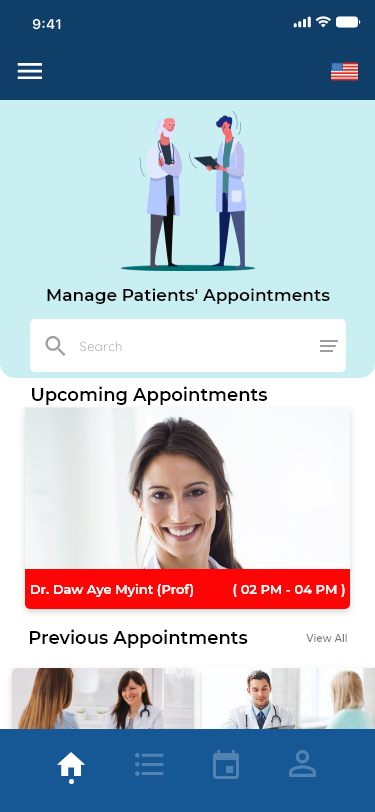 9:41
Manage Patients' Appointments
Search
Upcoming Appointments
Dr. Daw Aye Myint (Prof) ( 02 PM - 04 PM )
Previous Appointments View All